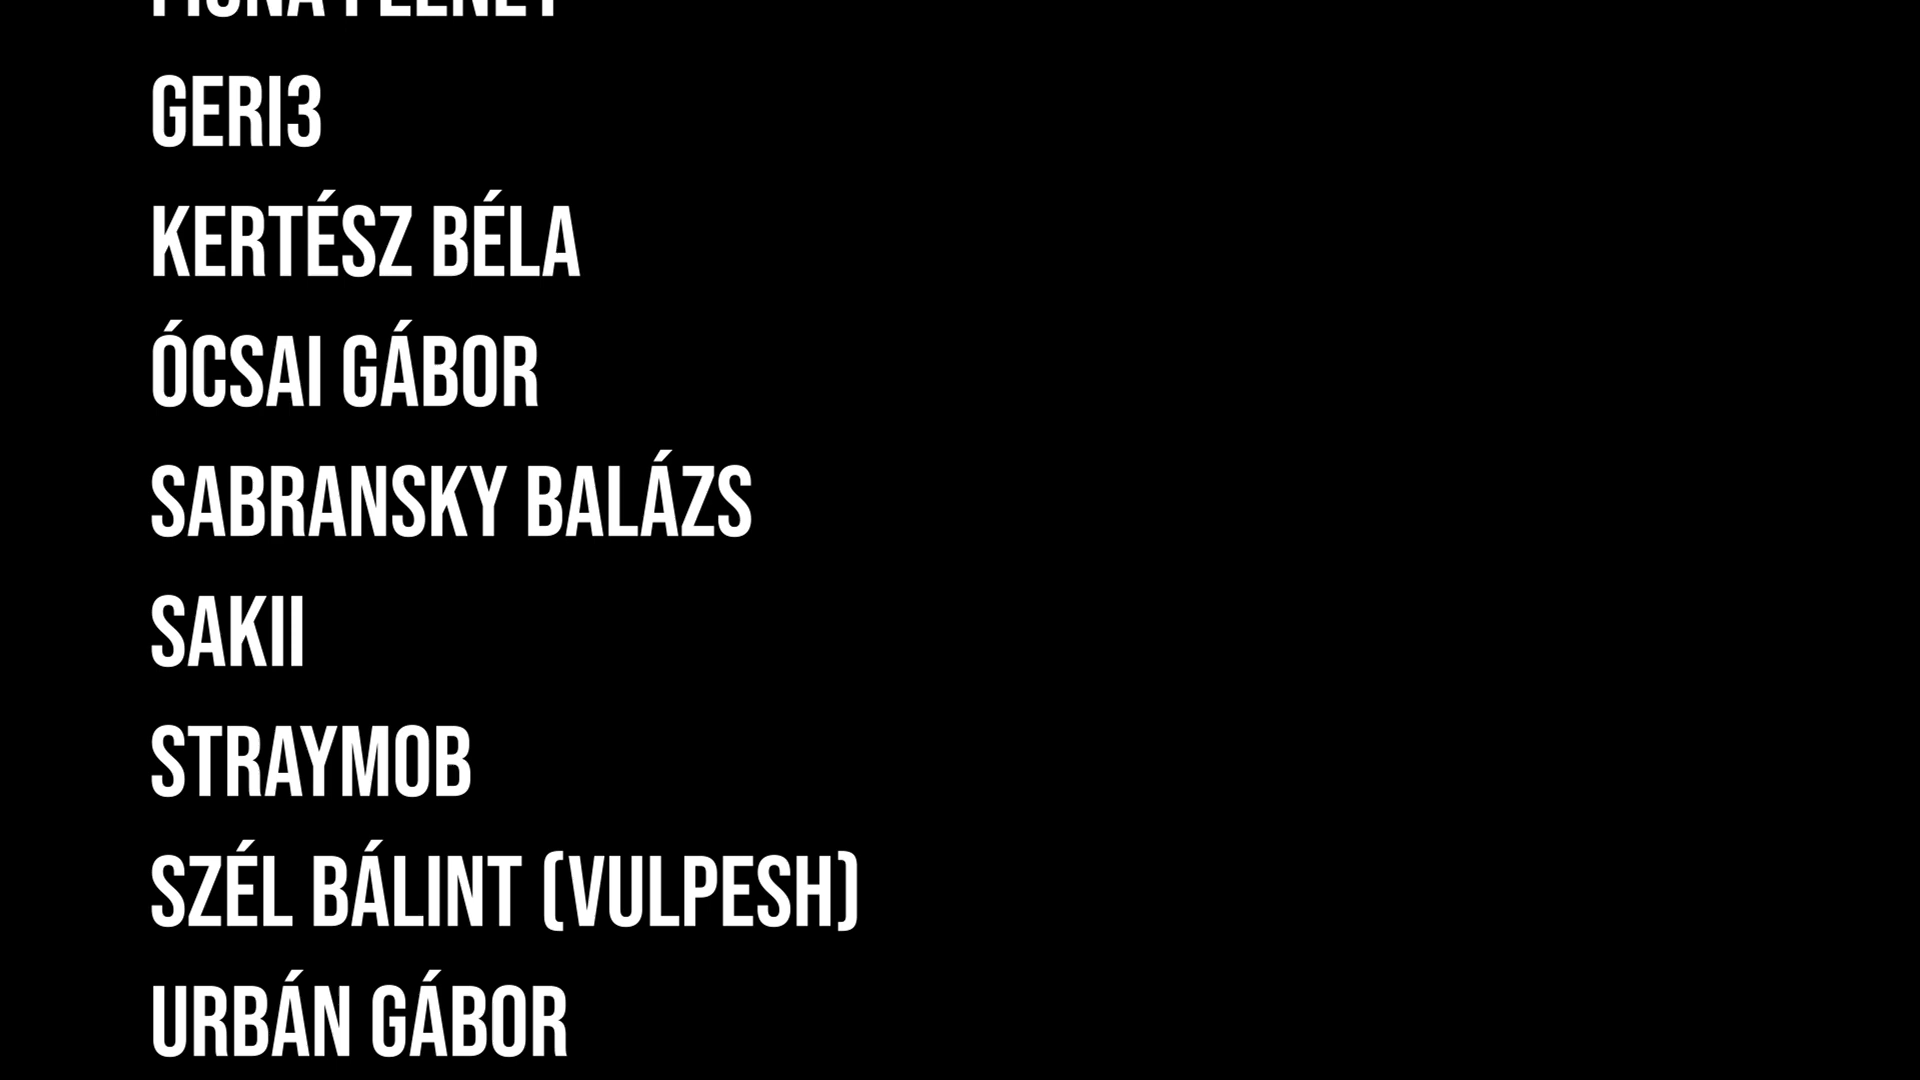 GERI3
KERTÉSZ BÉLA
ÓCSAI GÁBOR
SABRANSKY BALÁZS
SAKII
STRAYMOB
SZÉL BÁLINT (VULPESH)
URBÁN GÁBOR